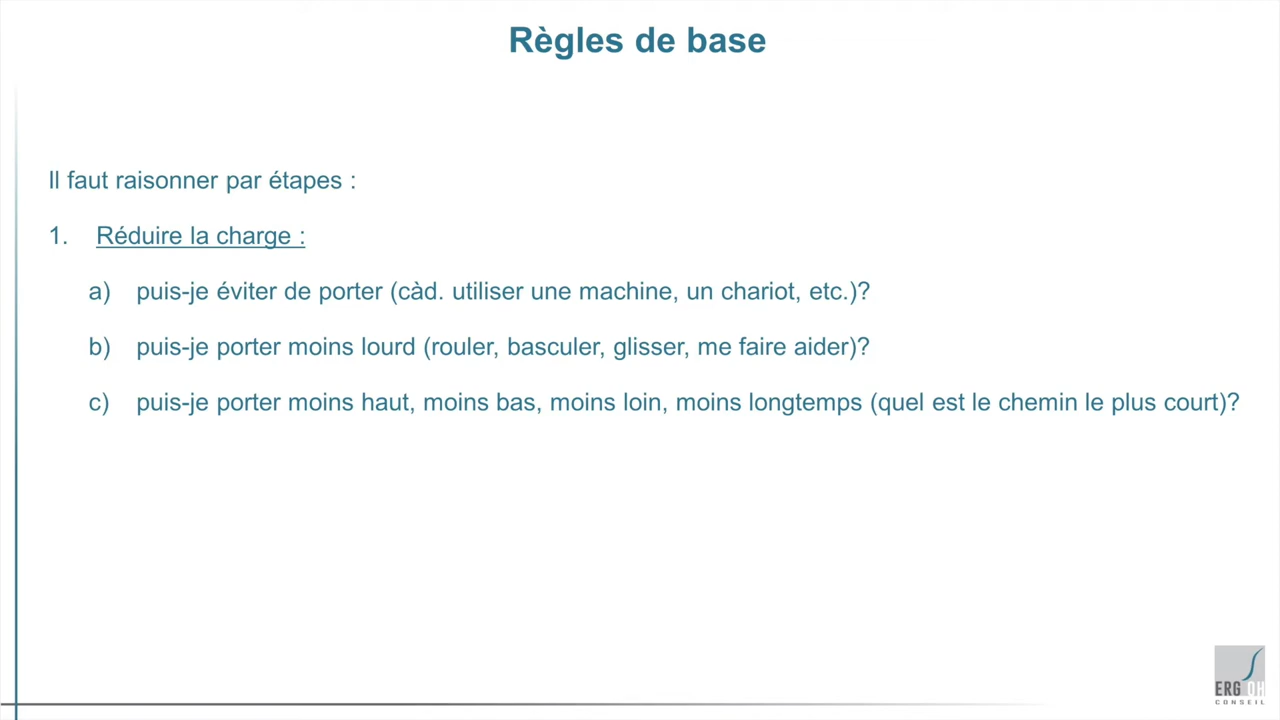 Règles de base
Il faut raisonner par étapes :
1. Réduire la charge :
a) puis-je éviter de porter (càd. utiliser une machine, un chariot, etc.)?
b) puis-je porter moins lourd (rouler, basculer, glisser, me faire aider)?
c) puis-je porter moins haut, moins bas, moins loin, moins longtemps (quel est le chemin le plus court)?
ERG OH
CONSEIL